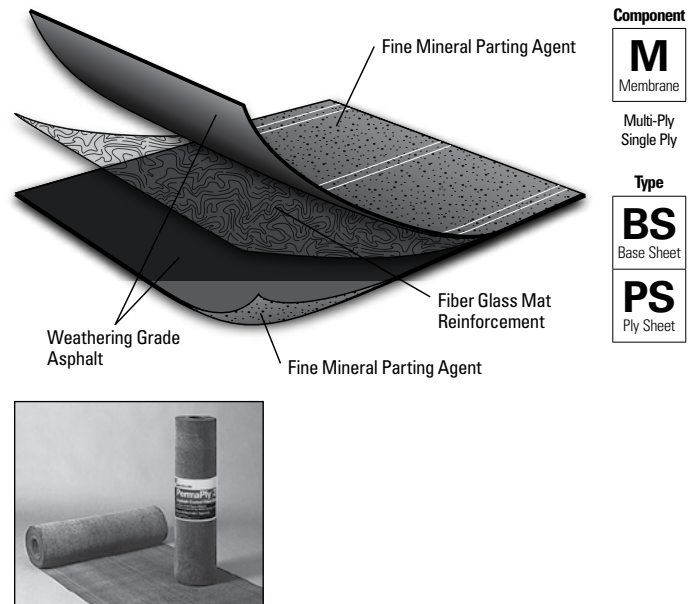 Fine Mineral Parting Agent
Fiber Glass Mat
Reinforcement
Weathering Grade
Asphalt
Fine Mineral Parting Agent
Component
M
Membrane
Multi-Ply
Single Ply
Type
BS
Base Sheet
PS
Ply Sheet
PermaPly